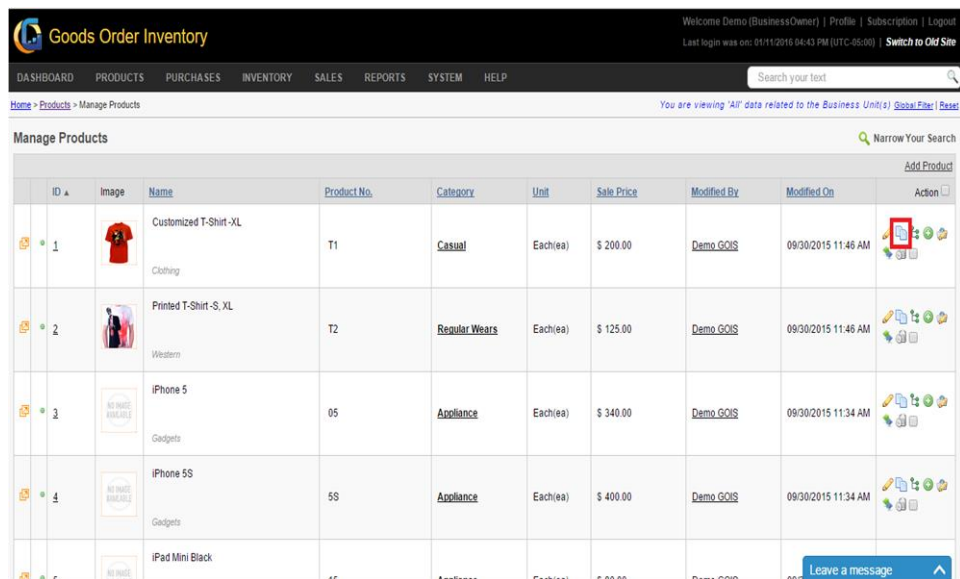 Welcome Demo (BusinessOwner) | Profile | Subscription | Logout
Goods Order Inventory
Last login was on: 01/11/2016 04:43 PM (UTC-05:00) | Switch to Old Site
DASHBOARD PRODUCTS PURCHASES INVENTORY SALES REPORTS SYSTEM HELP Search your text
Home > Products > Manage Products You are viewing 'All' data related to the Business Unit(s) Global Filter | Reset
Manage Products Narrow Your Search
Add Product
ID Image Name Product No. Category Unit Sale Price Modified By Modified On Action
Customized T-Shirt -XL
1 T1 Casual Each(ea) $ 200.00 Demo GOIS 09/30/2015 11:46 AM
Clothing
Printed T-Shirt -S, XL
2 T2 Regular Wears Each(ea) $ 125.00 Demo GOIS 09/30/2015 11:46 AM
Western
iPhone 5
3 NO IMAGE AVAILABLE 05 Appliance Each(ea) $ 340.00 Demo GOIS 09/30/2015 11:34 AM
Gadgets
iPhone 5S
4 NO IMAGE AVAILABLE 5S Appliance Each(ea) $ 400.00 Demo GOIS 09/30/2015 11:34 AM
Gadgets
iPad Mini Black
NO IMAGE
Leave a message